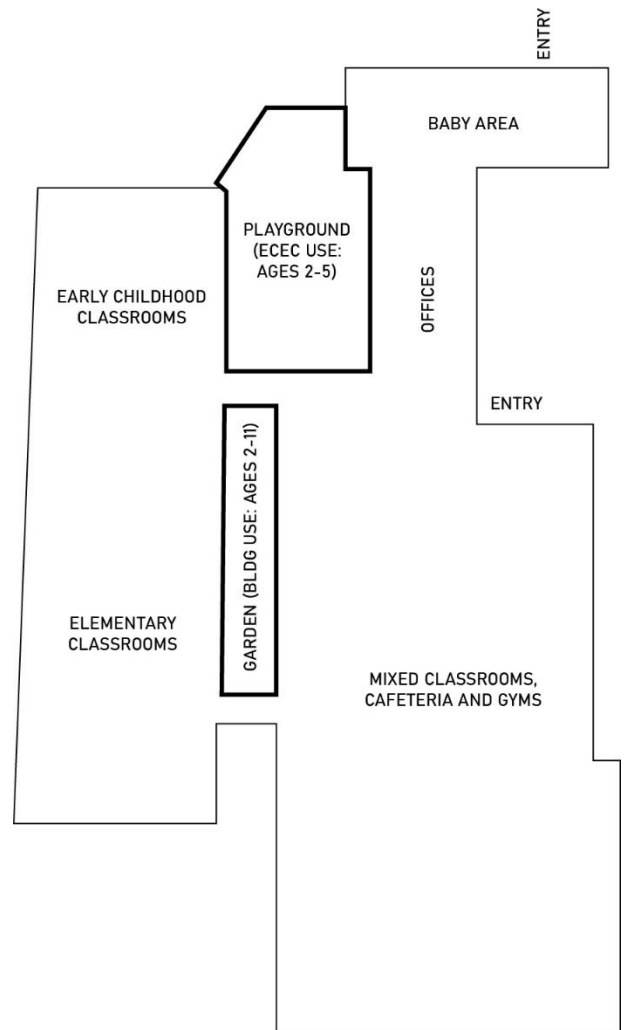 ENTRY
BABY AREA
PLAYGROUND
(ECEC USE:
AGES 2-5)
EARLY CHILDHOOD
CLASSROOMS
OFFICES
ENTRY
GARDEN (BLDG USE: AGES 2-11)
ELEMENTARY
CLASSROOMS
MIXED CLASSROOMS,
CAFETERIA AND GYMS